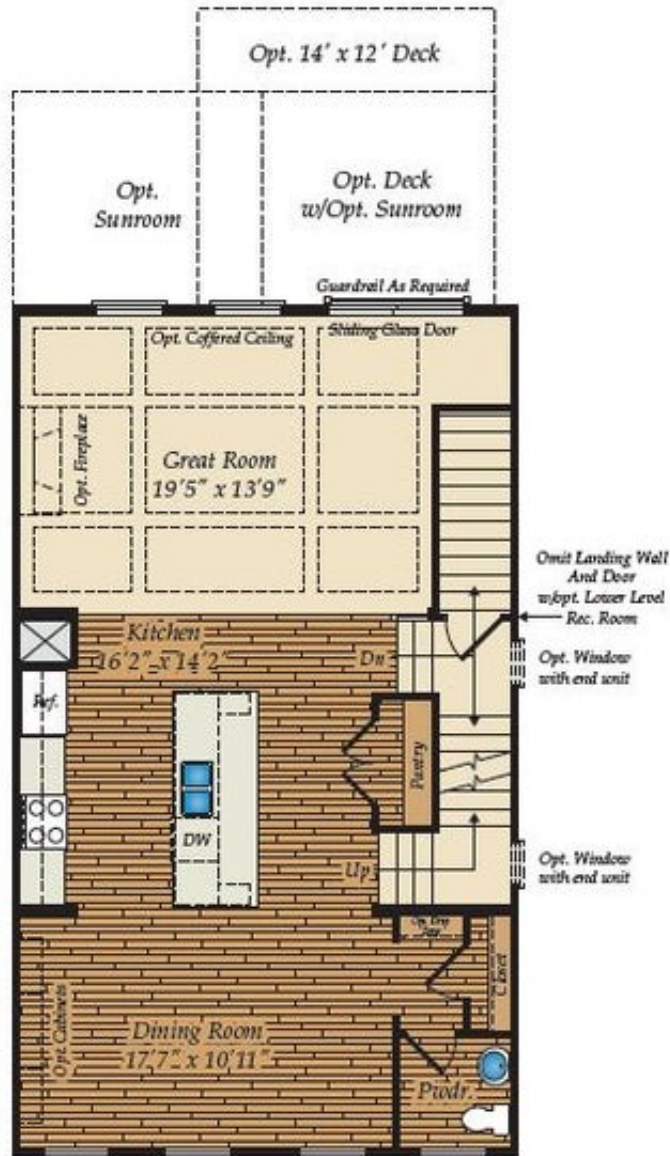 Opt. 14' x 12' Deck
Opt.
Sunroom
Opt. Deck
w/Opt. Sunroom
Guardrail As Required
Opt. Coffered Ceiling
Sliding Glass Door
Opt. Fireplace
Great Room
19'5" x 13'9"
Omit Landing Wall
And Door
w/opt. Lower Level
Rec. Room
Kitchen
16'2" x 14'2"
Dn
Opt. Window
with end unit
Ref.
Pantry
DW
Up
Opt. Window
with end unit
Closet
Opt Cabinets
Dining Room
17'7" x 10'11"
Pwdr.